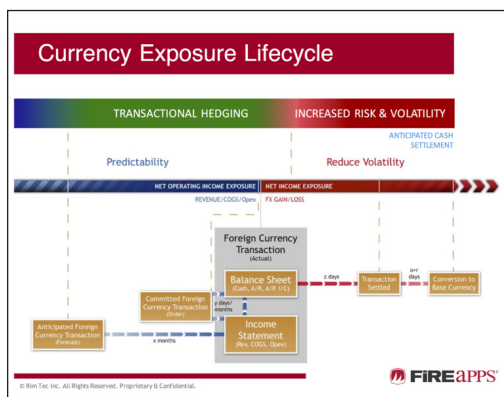 Currency Exposure Lifecycle
TRANSACTIONAL HEDGING
INCREASED RISK & VOLATILITY
ANTICIPATED CASH
SETTLEMENT
Predictability
Reduce Volatility
NET OPERATING INCOME EXPOSURE
NET INCOME EXPOSURE
REVENUE/COGS/Opex
FX GAIN/LOSS
Foreign Currency
Transaction
(Actual)
Balance Sheet
(Cash, A/R, A/P, I/C)
z days
Transaction
Settled
days
Conversion to
Base Currency
Committed Foreign
Currency Transaction
(Order)
y days/
months
Anticipated Foreign
Currency Transaction
(Forecast)
x months
Income
Statement
(Rev, COGS, Opex)
© Rim Tec Inc. All Rights Reserved. Proprietary & Confidential.
FIREAPPS